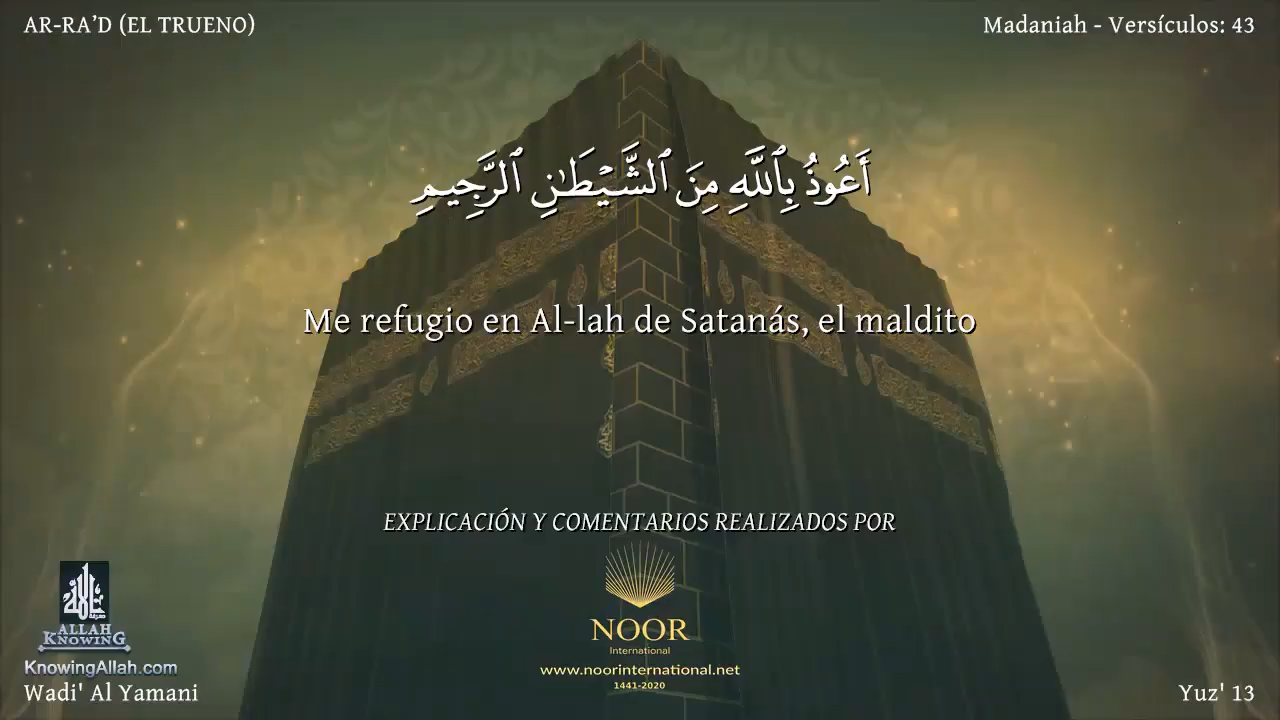 AR-RA’D (EL TRUENO)
Madaniah - Versículos: 43
أَعُوذُ بِٱللَّهِ مِنَ ٱلشَّيْطَـٰنِ ٱلرَّجِيمِ
Me refugio en Al-lah de Satanás, el maldito
EXPLICACIÓN Y COMENTARIOS REALIZADOS POR
NOOR
International
www.noorinternational.net
1441-2020
ALLAH
KNOWING
KnowingAllah.com
Wadi' Al Yamani
Yuz' 13